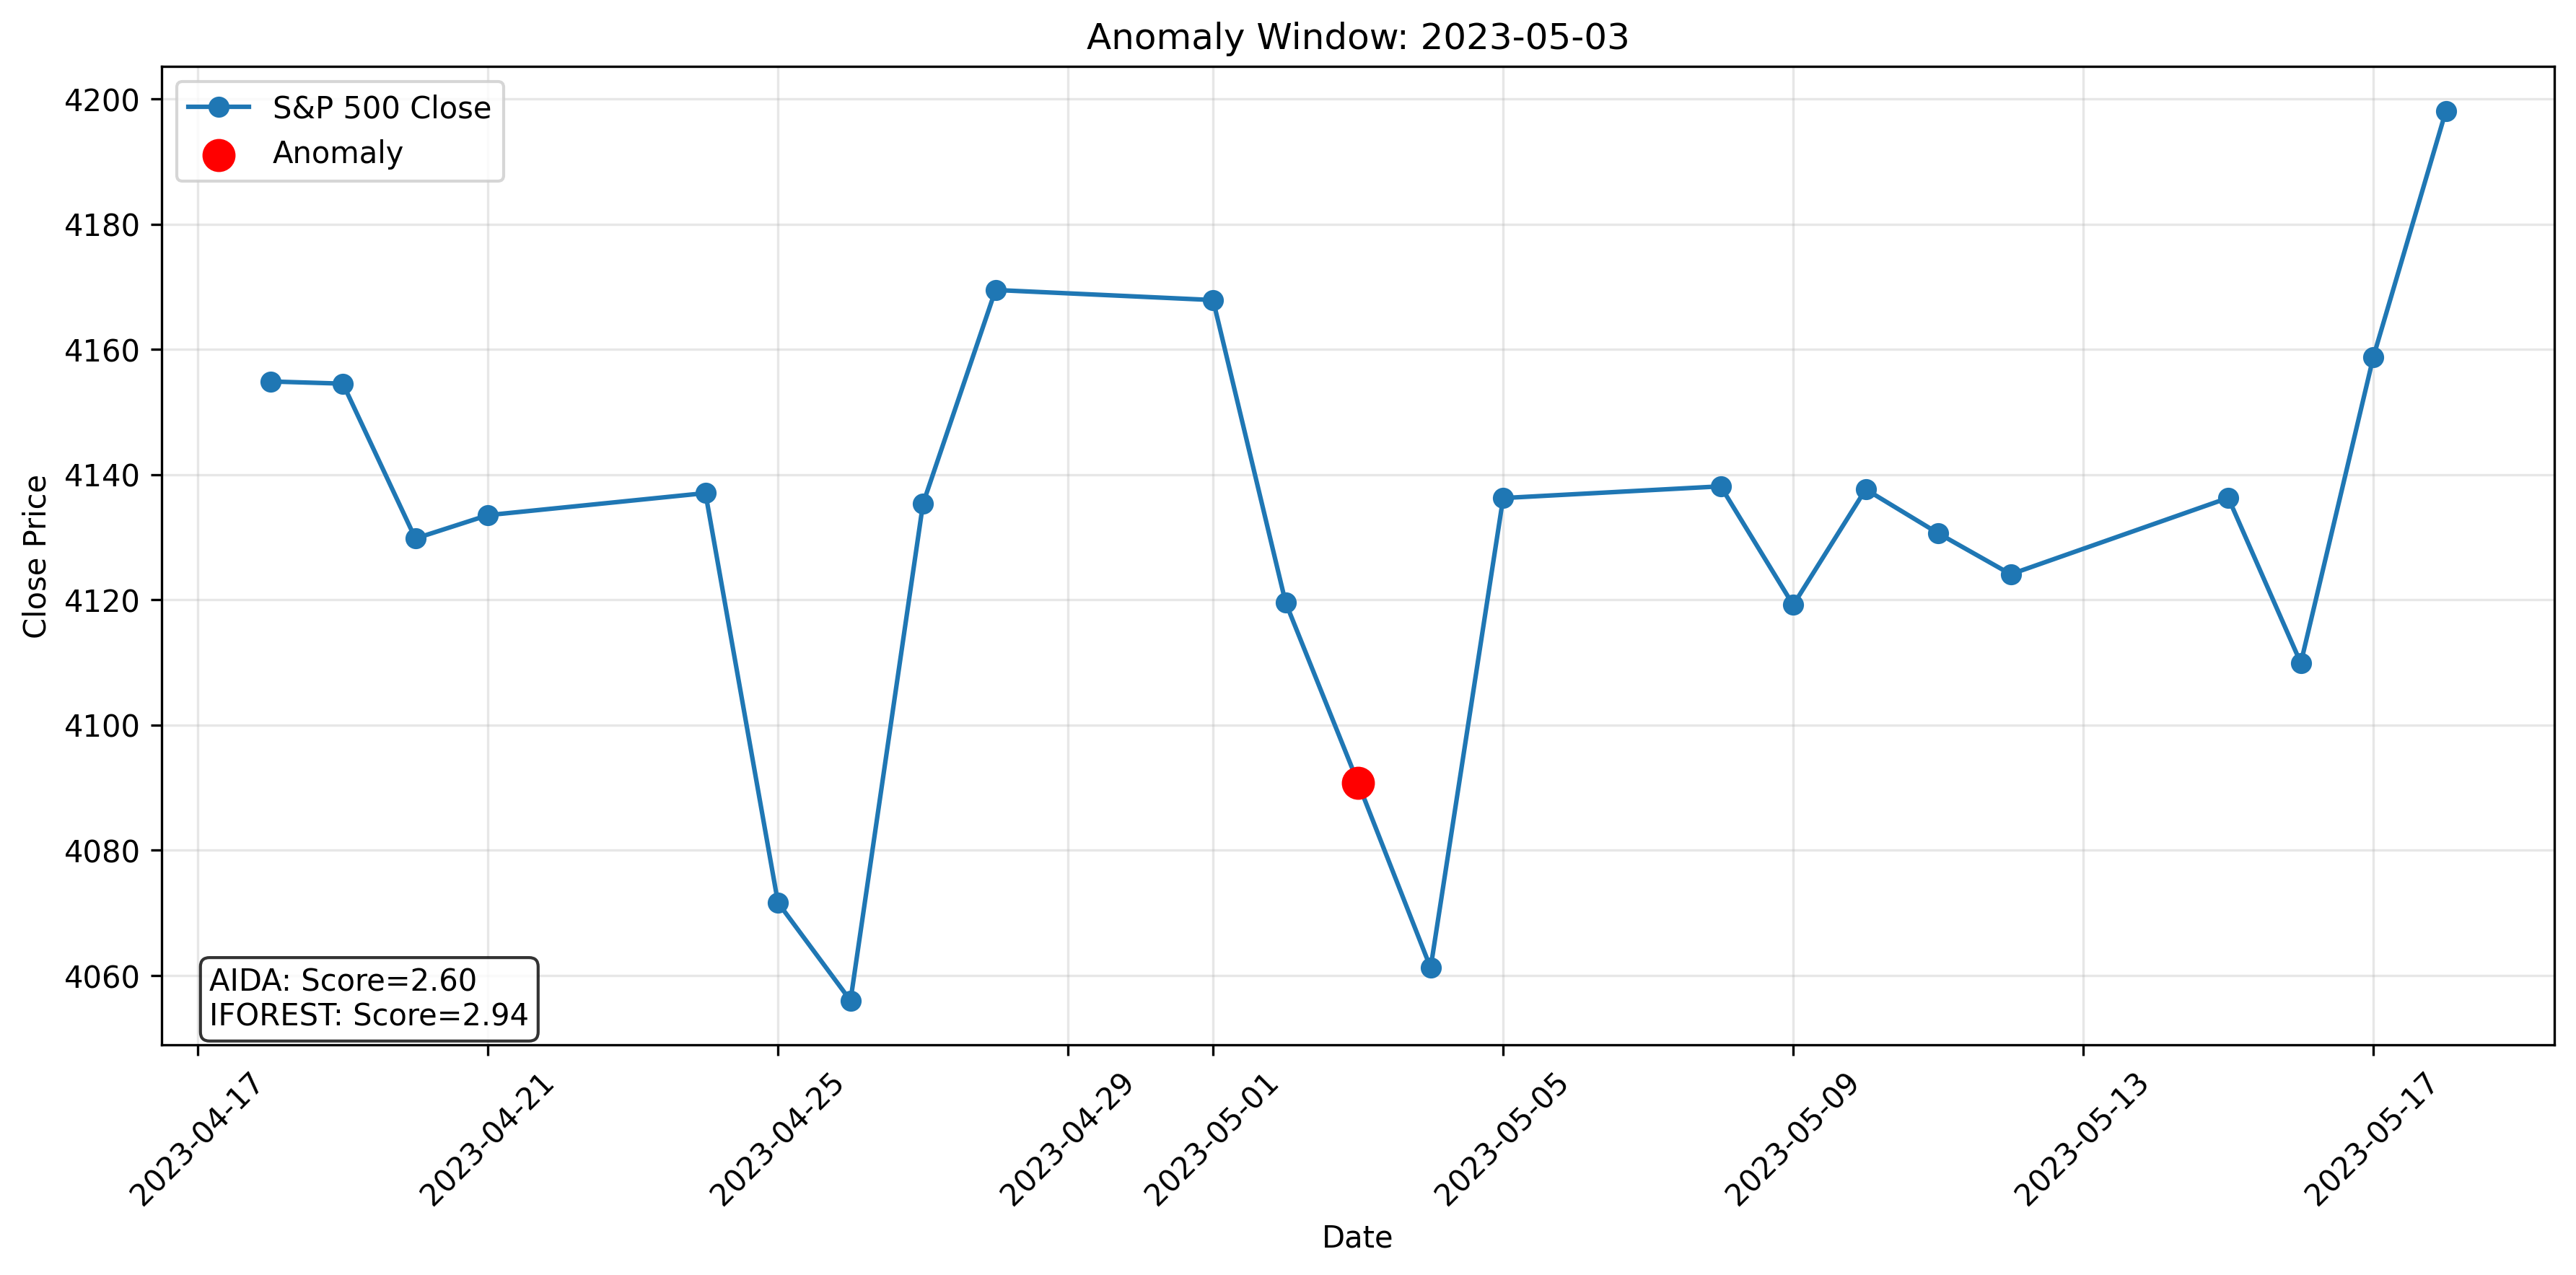 Anomaly Window: 2023-05-03
S&P 500 Close
Anomaly
4200
4180
4160
4140
4120
4100
4080
4060
Close Price
AIDA: Score=2.60
IFOREST: Score=2.94
2023-04-17
2023-04-21
2023-04-25
2023-04-29
2023-05-01
2023-05-05
2023-05-09
2023-05-13
2023-05-17
Date